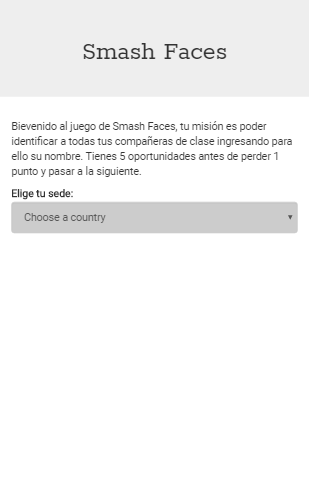 Smash Faces
Bievenido al juego de Smash Faces, tu misión es poder
identificar a todas tus compañeras de clase ingresando para
ello su nombre. Tienes 5 oportunidades antes de perder 1
punto y pasar a la siguiente.
Elige tu sede:
Choose a country